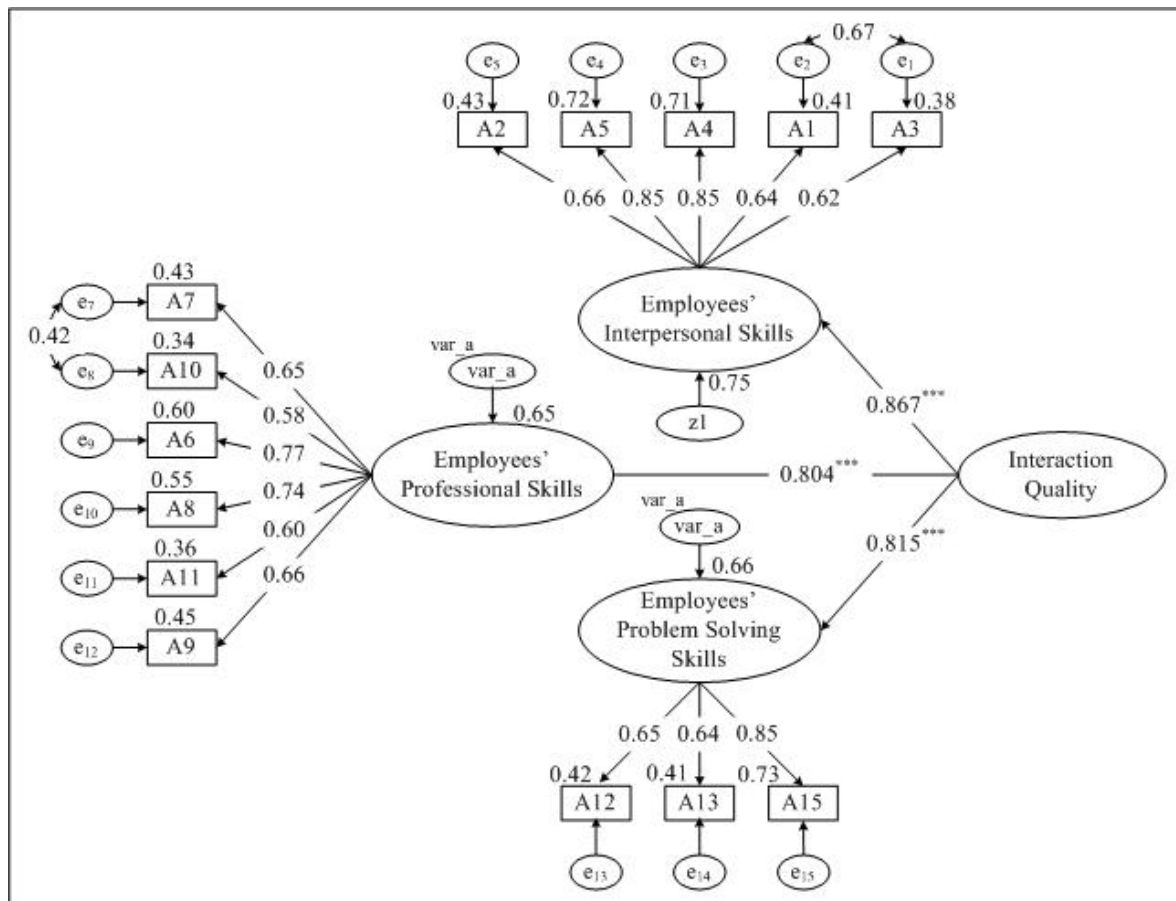 0.67
e₅ e₄ e₃ e₂ e₁
0.43 0.72 0.71 0.41 0.38
A2 A5 A4 A1 A3
0.66 0.85 0.85 0.64 0.62
Employees’
Interpersonal Skills
0.75
z1
0.43
e₇ A7
0.42
0.34
e₈ A10
0.60
e₉ A6
0.55
e₁₀ A8
0.36
e₁₁ A11
0.45
e₁₂ A9
0.65
0.58
0.77
0.74
0.60
0.66
var_a
var_a
0.65
Employees’
Professional Skills
0.867***
0.804***
0.815***
Interaction
Quality
var_a
var_a
0.66
Employees’
Problem Solving
Skills
0.65 0.64 0.85
0.42 0.41 0.73
A12 A13 A15
e₁₃ e₁₄ e₁₅